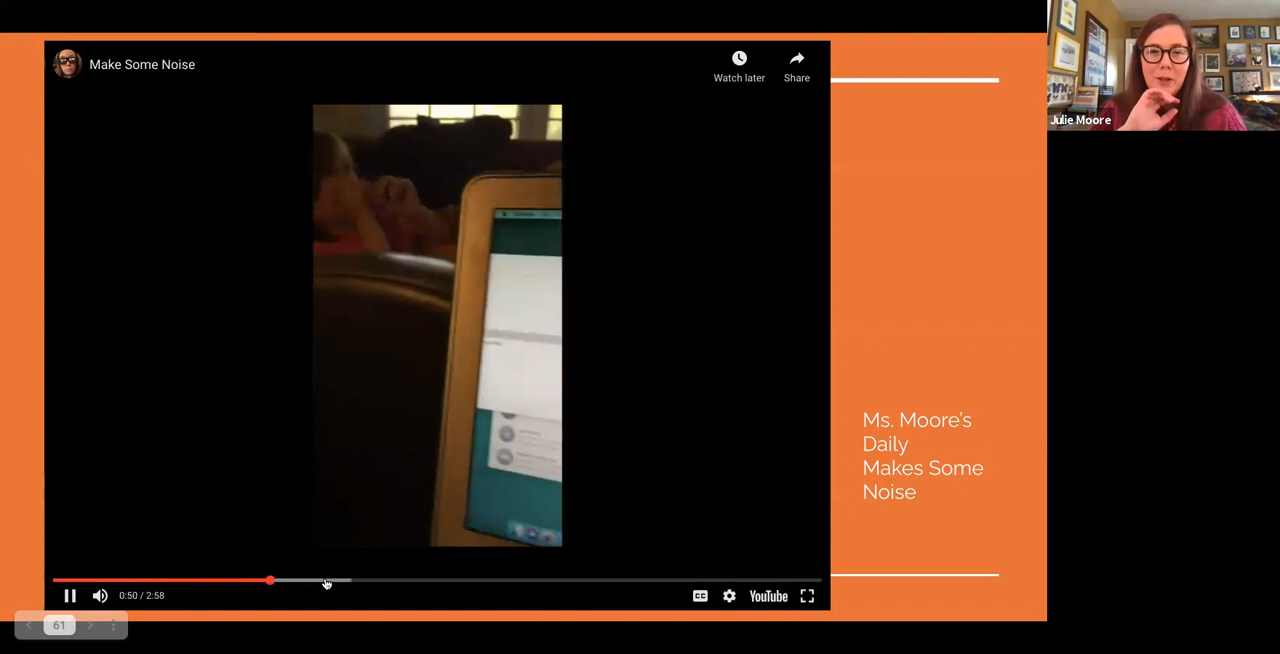 Make Some Noise
Watch later
Share
Julie Moore
Ms. Moore's
Daily
Makes Some
Noise
0:50 / 2:58
CC
YouTube
61